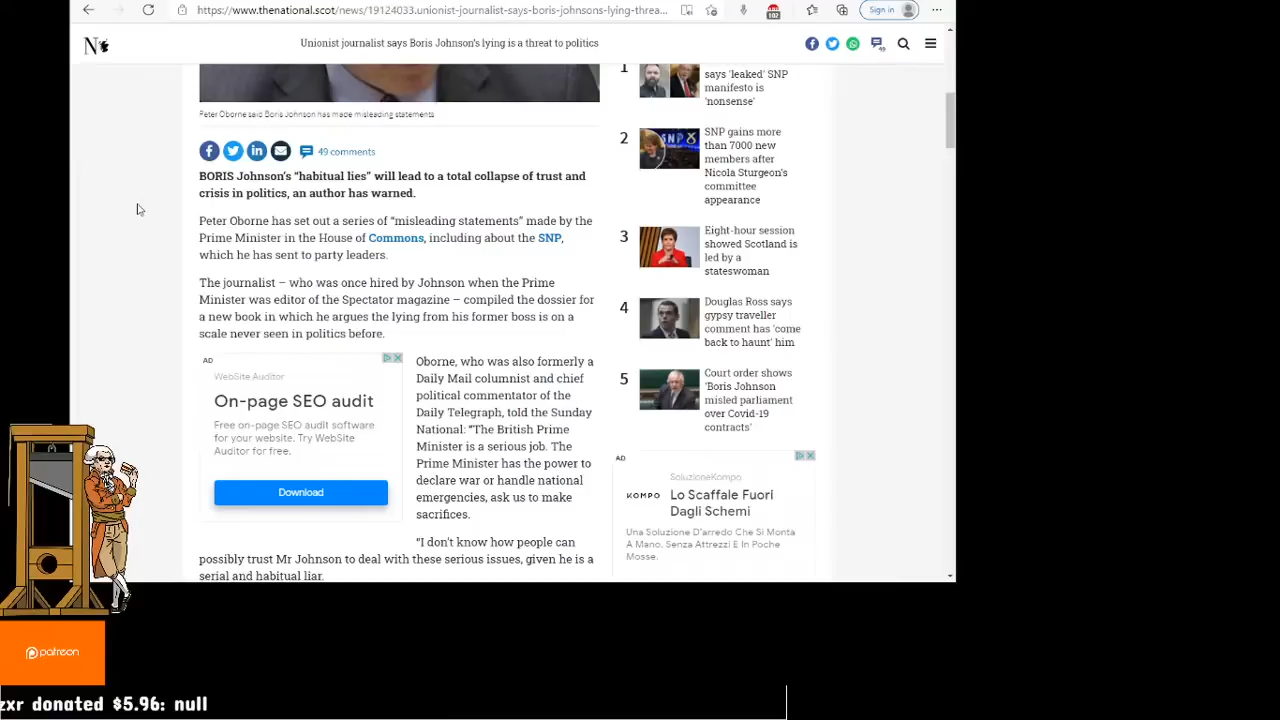 https://www.thenational.scot/news/19124033.unionist-journalist-says-boris-johnsons-lying-threa...
102
Sign in
N
Unionist journalist says Boris Johnson's lying is a threat to politics
49
Peter Oborne said Boris Johnson has made misleading statements
49 comments
BORIS Johnson's “habitual lies” will lead to a total collapse of trust and
crisis in politics, an author has warned.
Peter Oborne has set out a series of “misleading statements” made by the
Prime Minister in the House of Commons, including about the SNP,
which he has sent to party leaders.
The journalist – who was once hired by Johnson when the Prime
Minister was editor of the Spectator magazine – compiled the dossier for
a new book in which he argues the lying from his former boss is on a
scale never seen in politics before.
AD
WebSite Auditor
On-page SEO audit
Free on-page SEO audit software
for your website. Try WebSite
Auditor for free.
Download
Oborne, who was also formerly a
Daily Mail columnist and chief
political commentator of the
Daily Telegraph, told the Sunday
National: “The British Prime
Minister is a serious job. The
Prime Minister has the power to
declare war or handle national
emergencies, ask us to make
sacrifices.
“I don't know how people can
possibly trust Mr Johnson to deal with these serious issues, given he is a
serial and habitual liar.
1
says 'leaked' SNP
manifesto is
'nonsense'
2
SNP gains more
than 7000 new
members after
Nicola Sturgeon's
committee
appearance
3
Eight-hour session
showed Scotland is
led by a
stateswoman
4
Douglas Ross says
gypsy traveller
comment has 'come
back to haunt' him
5
Court order shows
'Boris Johnson
misled parliament
over Covid-19
contracts'
AD
SoluzioneKompo
KOMPO
Lo Scaffale Fuori
Dagli Schemi
Una Soluzione D'arredo Che Si Monta
A Mano. Senza Attrezzi E In Poche
Mosse.
patreon
zxr donated $5.96: null